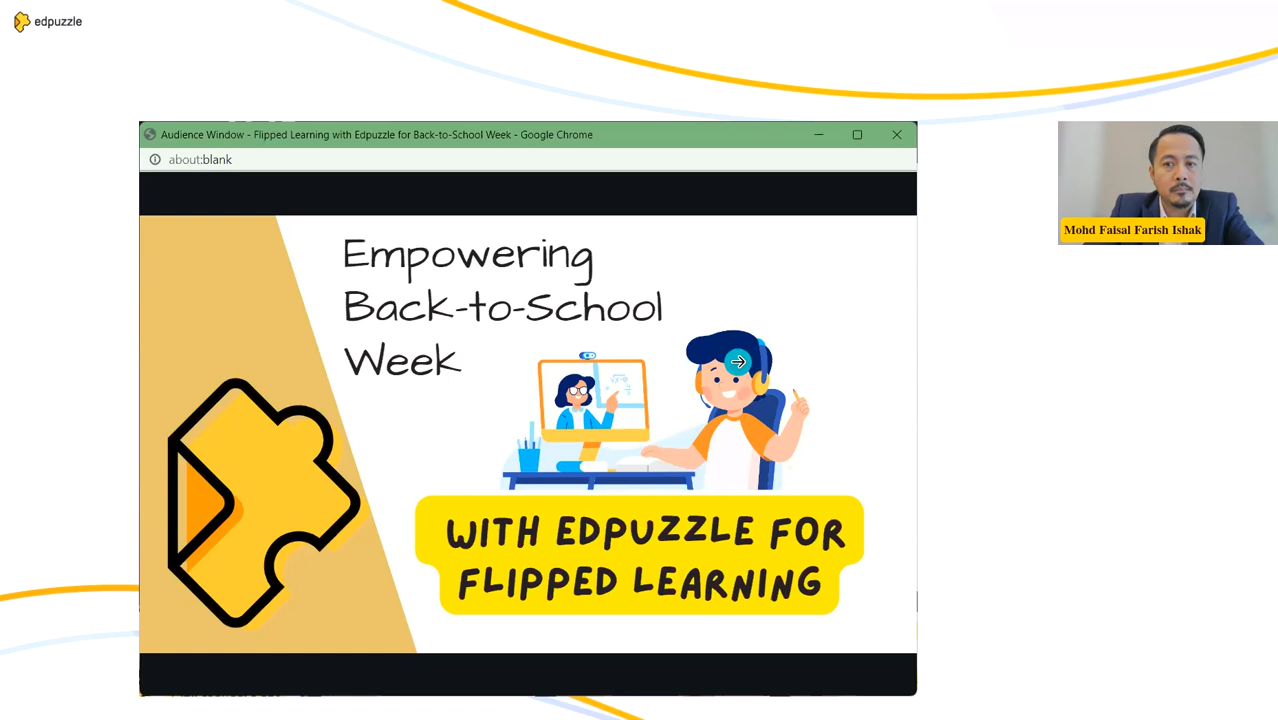 edpuzzle
Audience Window - Flipped Learning with Edpuzzle for Back-to-School Week - Google Chrome
about:blank
Mohd Faisal Farish Ishak
Empowering
Back-to-School
Week
WITH EDPUZZLE FOR
FLIPPED LEARNING